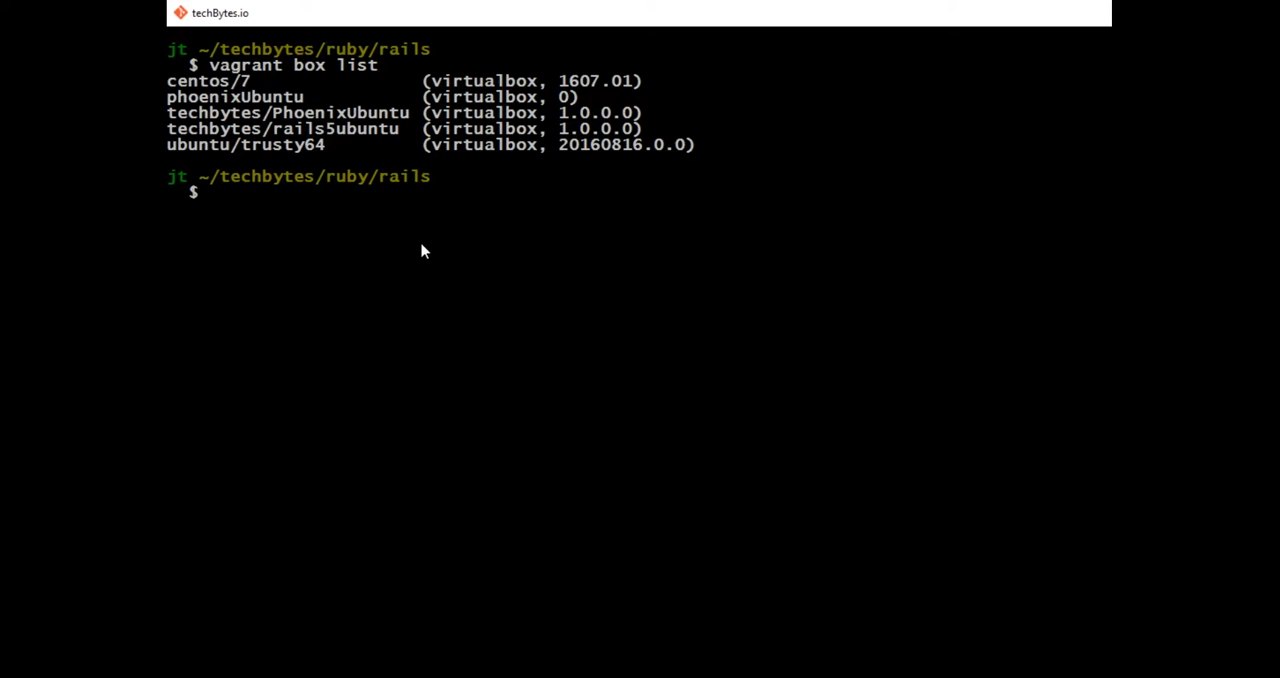 techBytes.io
jt ~/techbytes/ruby/rails
$ vagrant box list
centos/7 (virtualbox, 1607.01)
phoenixUbuntu (virtualbox, 0)
techbytes/PhoenixUbuntu (virtualbox, 1.0.0.0)
techbytes/rails5ubuntu (virtualbox, 1.0.0.0)
ubuntu/trusty64 (virtualbox, 20160816.0.0)
jt ~/techbytes/ruby/rails
$